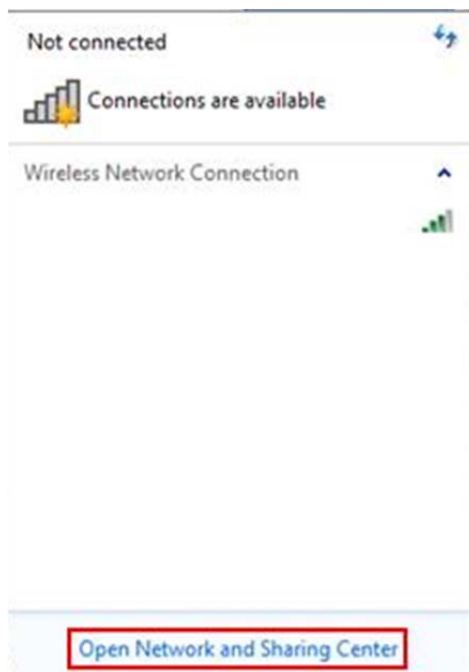 Not connected
Connections are available
Wireless Network Connection
Open Network and Sharing Center